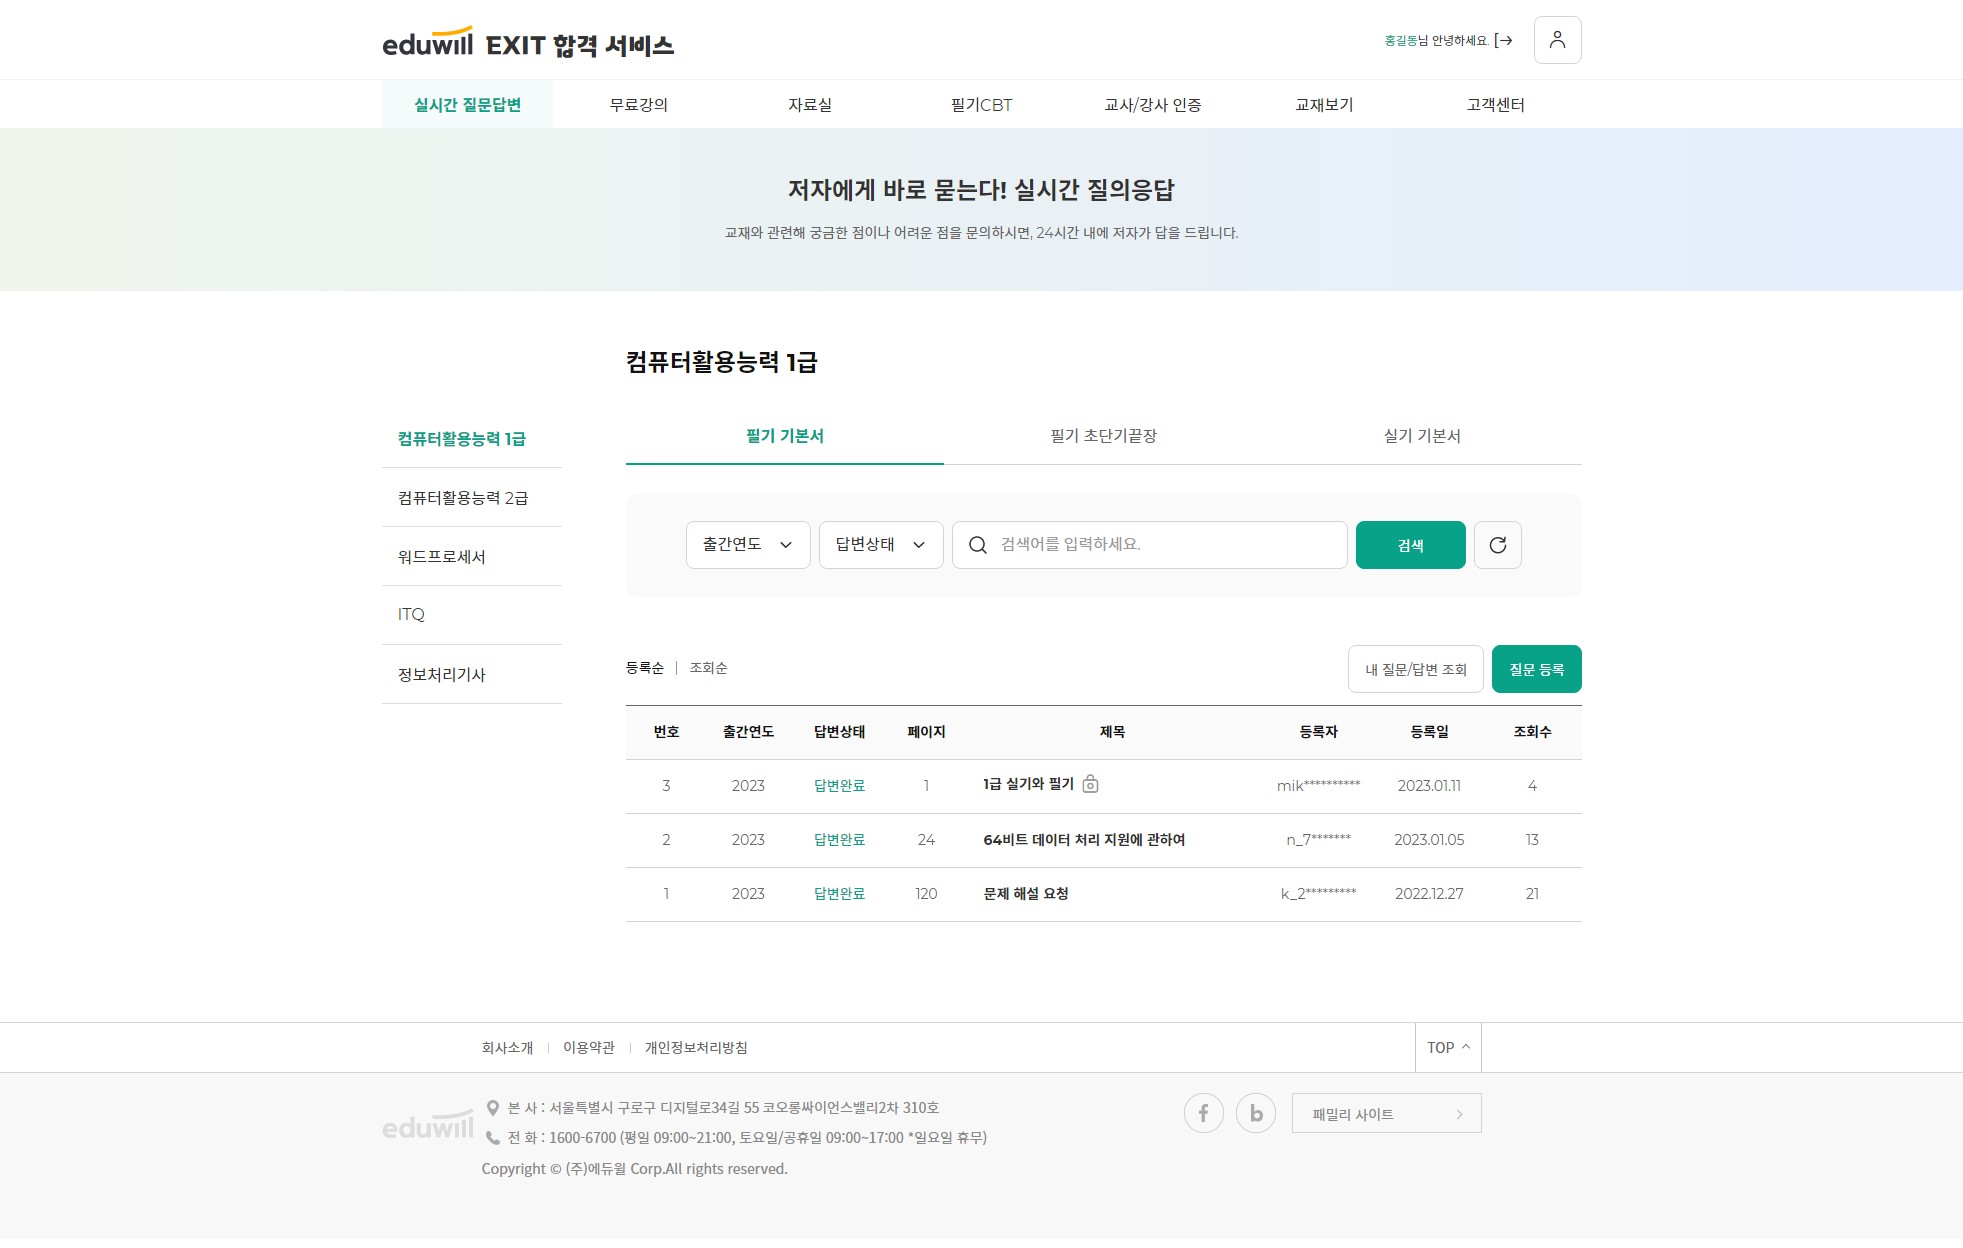 eduwill EXIT 합격 서비스
홍길동님 안녕하세요.
실시간 질문답변 무료강의 자료실 필기CBT 교사/강사 인증 교재보기 고객센터
저자에게 바로 묻는다! 실시간 질의응답
교재와 관련해 궁금한 점이나 어려운 점을 문의하시면, 24시간 내에 저자가 답을 드립니다.
컴퓨터활용능력 1급
컴퓨터활용능력 1급
컴퓨터활용능력 2급
워드프로세서
ITQ
정보처리기사
필기 기본서 필기 초단기끝장 실기 기본서
출간연도 답변상태 검색어를 입력하세요. 검색
등록순 조회순 내 질문/답변 조회 질문 등록
번호 출간연도 답변상태 페이지 제목 등록자 등록일 조회수
3 2023 답변완료 1 1급 실기와 필기 mik********** 2023.01.11 4
2 2023 답변완료 24 64비트 데이터 처리 지원에 관하여 n_7******* 2023.01.05 13
1 2023 답변완료 120 문제 해설 요청 k_2********* 2022.12.27 21
회사소개 이용약관 개인정보처리방침 TOP
eduwill
본 사 : 서울특별시 구로구 디지털로34길 55 코오롱싸이언스밸리2차 310호
전 화 : 1600-6700 (평일 09:00~21:00, 토요일/공휴일 09:00~17:00 *일요일 휴무)
Copyright © (주)에듀윌 Corp.All rights reserved.
f b 패밀리 사이트